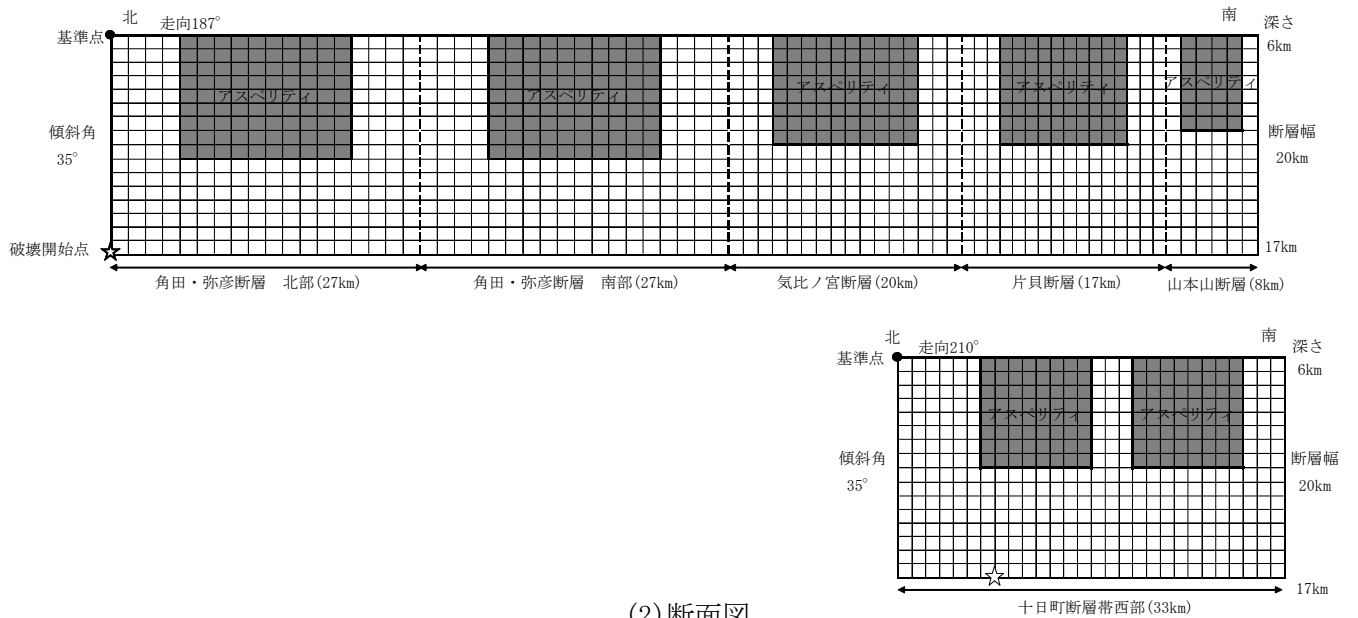 北
走向187°
南
深さ
基準点
6km
アスペリティ
アスペリティ
アスペリティ
アスペリティ
アスペリティ
傾斜角
35°
断層幅
20km
破壊開始点
17km
角田・弥彦断層　北部(27km)
角田・弥彦断層　南部(27km)
気比ノ宮断層(20km)
片貝断層(17km)
山本山断層(8km)
北
走向210°
南
深さ
基準点
6km
アスペリティ
アスペリティ
傾斜角
35°
断層幅
20km
17km
十日町断層帯西部(33km)
(2)断面図